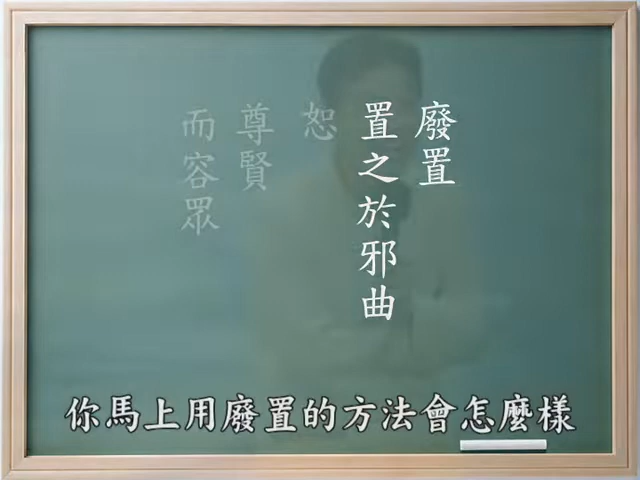 廢置
置之於邪曲
恕
尊賢
而容眾
你馬上用廢置的方法會怎麼樣